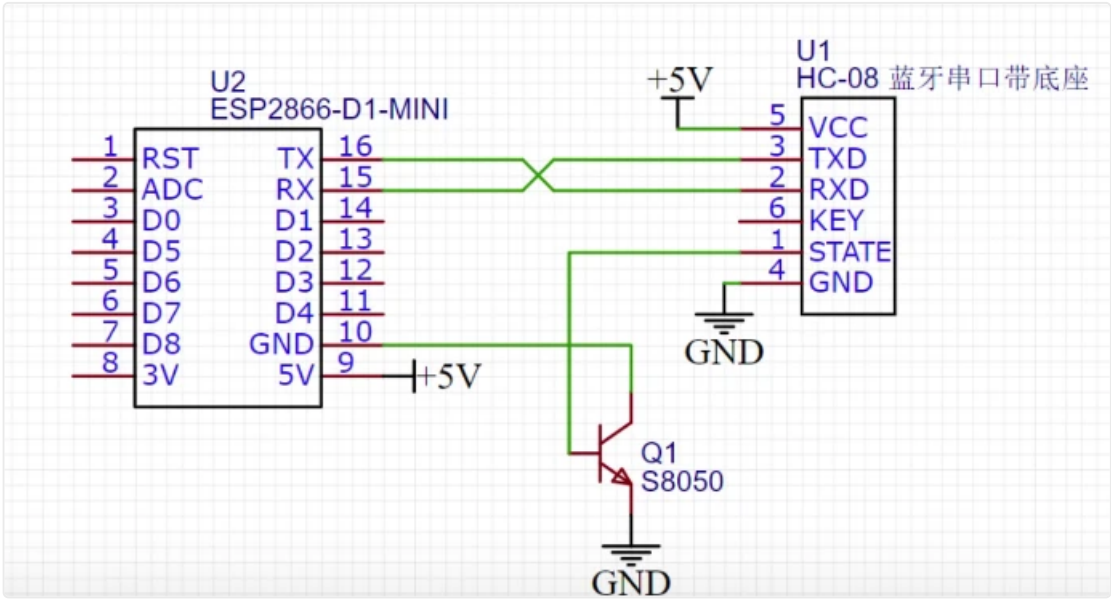 U2
ESP2866-D1-MINI
1 RST TX 16
2 ADC RX 15
3 D0 D1 14
4 D5 D2 13
5 D6 D3 12
6 D7 D4 11
7 D8 GND 10
8 3V 5V 9
+5V
U1
HC-08 蓝牙串口带底座
+5V
5 VCC
3 TXD
2 RXD
6 KEY
1 STATE
4 GND
GND
Q1
S8050
GND